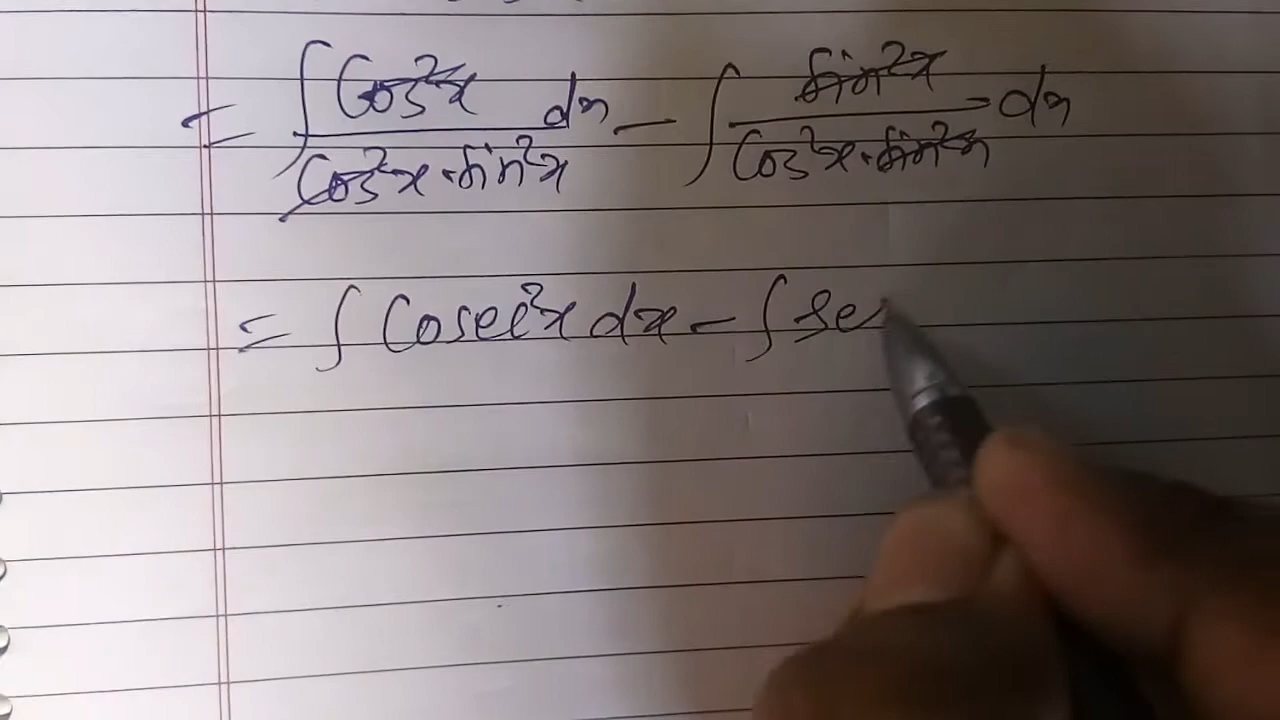 = ∫ Cos²x / Cos²x · Sin²x dx − ∫ Sin²x / Cos²x · Sin²x dx
= ∫ Cosec²x dx − ∫ Se